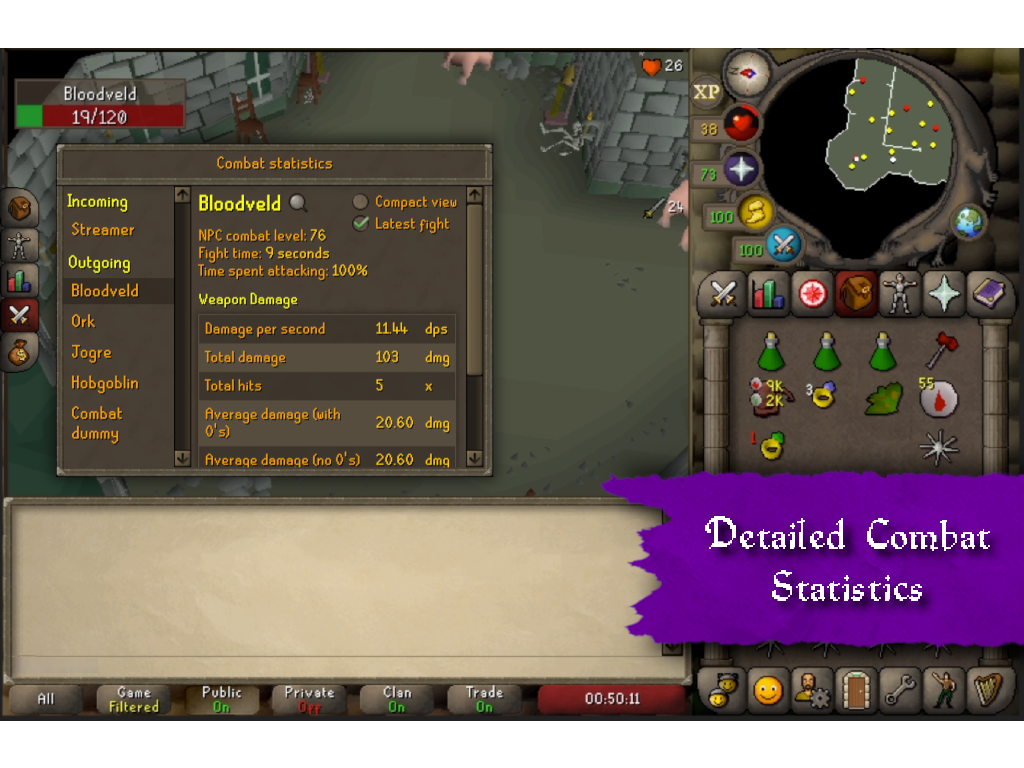 Bloodveld
19/120
26
XP
38
73
100
100
24
Combat statistics
Incoming
Streamer
Outgoing
Bloodveld
Ork
Jogre
Hobgoblin
Combat
dummy
Bloodveld
Compact view
Latest fight
NPC combat level: 76
Fight time: 9 seconds
Time spent attacking: 100%
Weapon Damage
Damage per second 11.44 dps
Total damage 103 dmg
Total hits 5 x
Average damage (with
0's) 20.60 dmg
Average damage (no 0's) 20.60 dmg
9K
2K
3
55
1
Detailed Combat
Statistics
All
Game
Filtered
Public
On
Private
Off
Clan
On
Trade
On
00:50:11